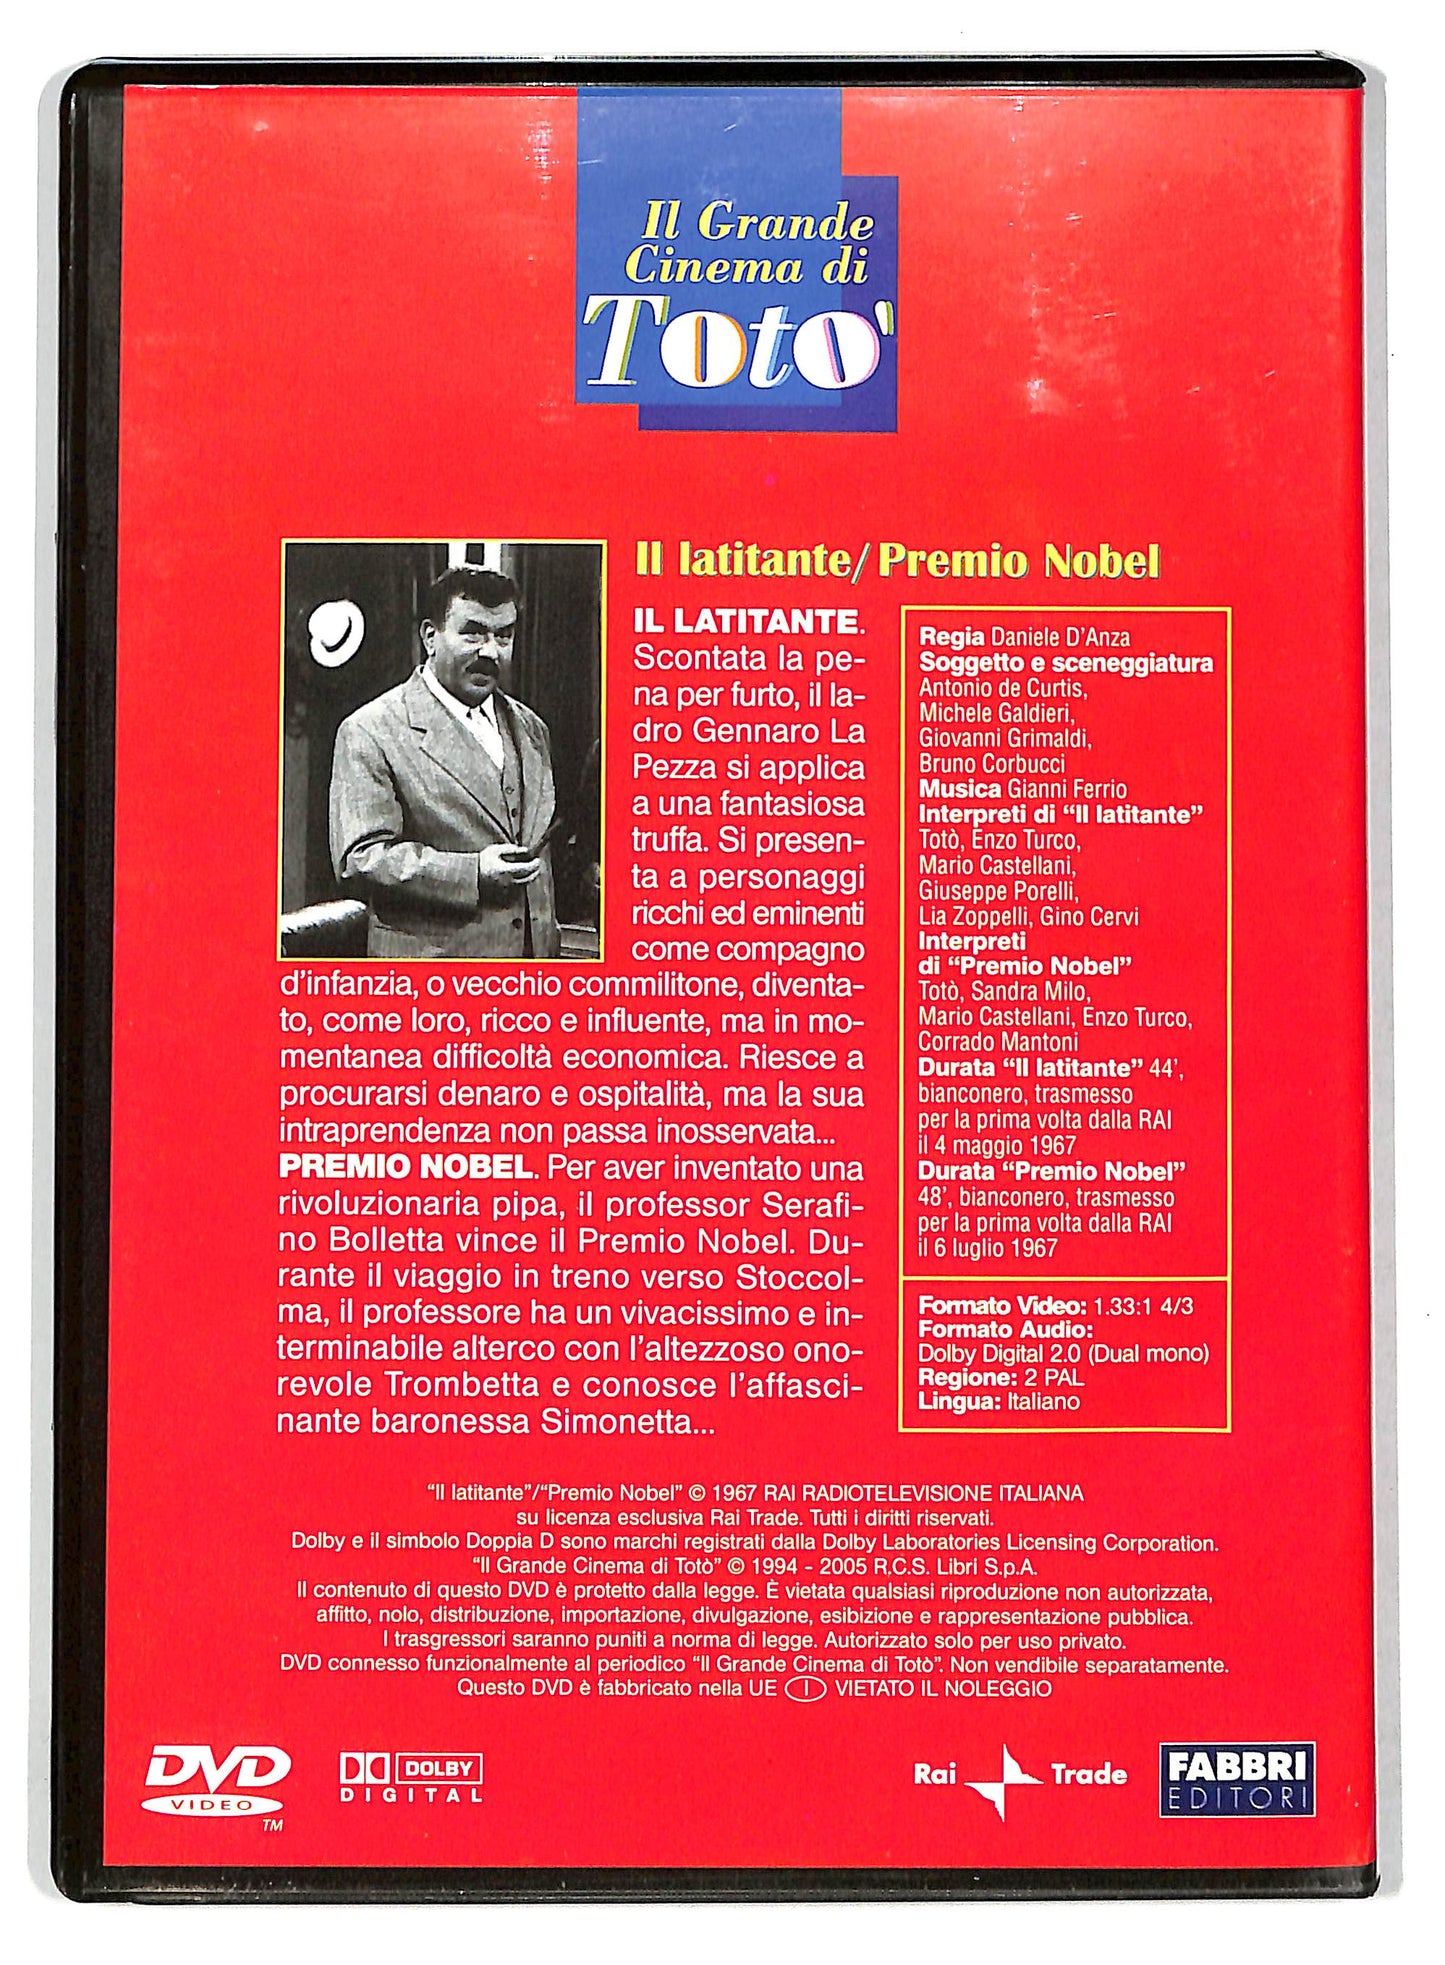 Il Grande
Cinema di
Totò
Il latitante/Premio Nobel
IL LATITANTE.
Scontata la pe-
na per furto, il la-
dro Gennaro La
Pezza si applica
a una fantasiosa
truffa. Si presen-
ta a personaggi
ricchi ed eminenti
come compagno
d'infanzia, o vecchio commilitone, diventa-
to, come loro, ricco e influente, ma in mo-
mentanea difficoltà economica. Riesce a
procurarsi denaro e ospitalità, ma la sua
intraprendenza non passa inosservata...
PREMIO NOBEL. Per aver inventato una
rivoluzionaria pipa, il professor Serafi-
no Bolletta vince il Premio Nobel. Du-
rante il viaggio in treno verso Stoccol-
ma, il professore ha un vivacissimo e in-
terminabile alterco con l'altezzoso ono-
revole Trombetta e conosce l'affasci-
nante baronessa Simonetta...
Regia Daniele D'Anza
Soggetto e sceneggiatura
Antonio de Curtis,
Michele Galdieri,
Giovanni Grimaldi,
Bruno Corbucci
Musica Gianni Ferrio
Interpreti di “Il latitante”
Totò, Enzo Turco,
Mario Castellani,
Giuseppe Porelli,
Lia Zoppelli, Gino Cervi
Interpreti
di “Premio Nobel”
Totò, Sandra Milo,
Mario Castellani, Enzo Turco,
Corrado Mantoni
Durata “Il latitante” 44',
bianconero, trasmesso
per la prima volta dalla RAI
il 4 maggio 1967
Durata “Premio Nobel”
48', bianconero, trasmesso
per la prima volta dalla RAI
il 6 luglio 1967
Formato Video: 1.33:1 4/3
Formato Audio:
Dolby Digital 2.0 (Dual mono)
Regione: 2 PAL
Lingua: Italiano
“Il latitante”/“Premio Nobel” © 1967 RAI RADIOTELEVISIONE ITALIANA
su licenza esclusiva Rai Trade. Tutti i diritti riservati.
Dolby e il simbolo Doppia D sono marchi registrati dalla Dolby Laboratories Licensing Corporation.
“Il Grande Cinema di Totò” © 1994 - 2005 R.C.S. Libri S.p.A.
Il contenuto di questo DVD è protetto dalla legge. È vietata qualsiasi riproduzione non autorizzata,
affitto, nolo, distribuzione, importazione, divulgazione, esibizione e rappresentazione pubblica.
I trasgressori saranno puniti a norma di legge. Autorizzato solo per uso privato.
DVD connesso funzionalmente al periodico “Il Grande Cinema di Totò”. Non vendibile separatamente.
Questo DVD è fabbricato nella UE I VIETATO IL NOLEGGIO
DVD
VIDEO
TM
DOLBY
DIGITAL
Rai Trade
FABBRI
EDITORI